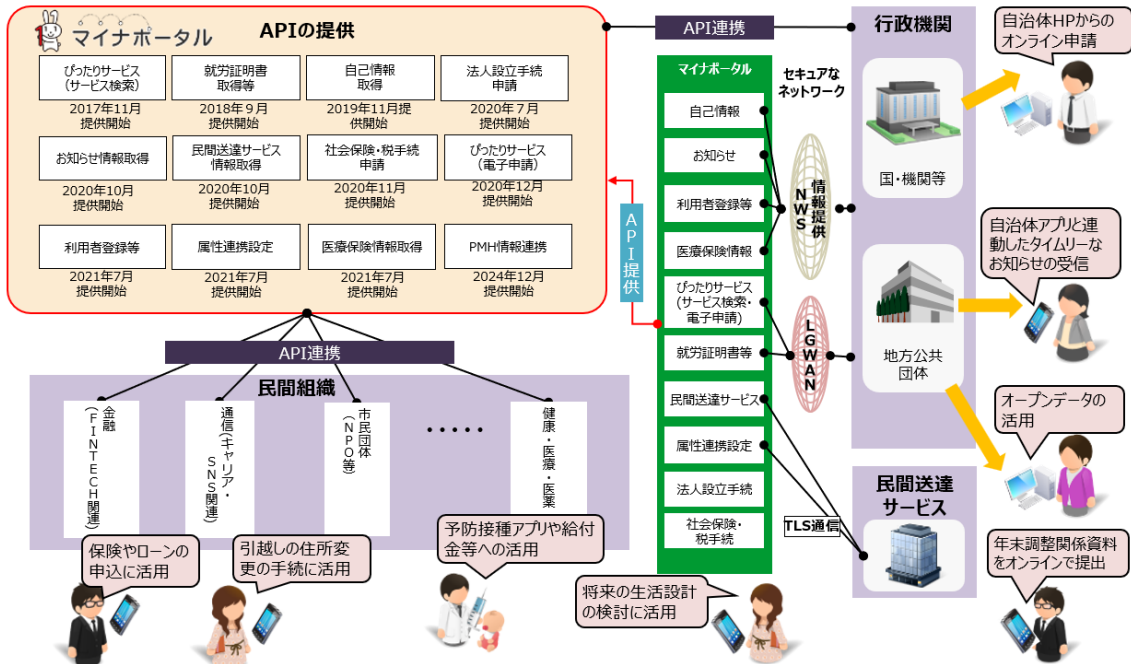 マイナポータル
APIの提供
ぴったりサービス
(サービス検索)
2017年11月
提供開始
就労証明書
取得等
2018年9月
提供開始
自己情報
取得
2019年11月提
供開始
法人設立手続
申請
2020年7月
提供開始
お知らせ情報取得
2020年10月
提供開始
民間送達サービス
情報取得
2020年10月
提供開始
社会保険・税手続
申請
2020年11月
提供開始
ぴったりサービス
(電子申請)
2020年12月
提供開始
利用者登録等
2021年7月
提供開始
属性連携設定
2021年7月
提供開始
医療保険情報取得
2021年7月
提供開始
PMH情報連携
2024年12月
提供開始
API連携
API提供
マイナポータル
自己情報
お知らせ
利用者登録等
医療保険情報
ぴったりサービス
(サービス検索・
電子申請)
就労証明書等
民間送達サービス
属性連携設定
法人設立手続
社会保険・
税手続
セキュアな
ネットワーク
情報提供
NWS
LGWAN
TLS通信
行政機関
国・機関等
地方公共
団体
民間送達
サービス
自治体HPからの
オンライン申請
自治体アプリと連
動したタイムリーな
お知らせの受信
オープンデータの
活用
年末調整関係資料
をオンラインで提出
API連携
民間組織
金融
(FINTECH関連)
通信(キャリア・
SNS関連)
市民団体
(NPO等)
・・・・・
健康・医療・医薬
保険やローンの
申込に活用
引越しの住所変
更の手続に活用
予防接種アプリや給付
金等への活用
将来の生活設計
の検討に活用